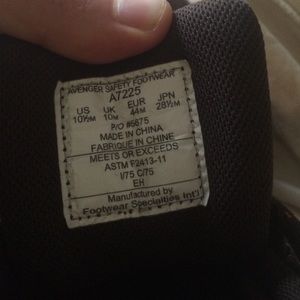 AVENGER SAFETY FOOTWEAR
A7225
US UK EUR JPN
10½M 10M 44M 28½M
P/O #5675
MADE IN CHINA
FABRIQUE IN CHINE
MEETS OR EXCEEDS
ASTM F2413-11
I/75 C/75
EH
Manufactured by
Footwear Specialties Int'l